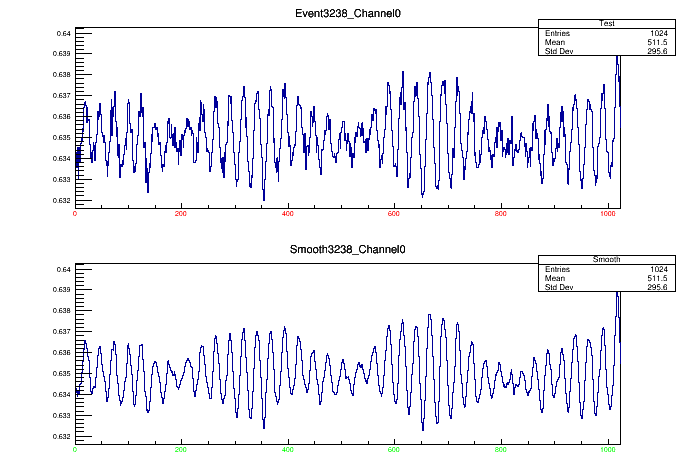 Event3238_Channel0
Test
Entries 1024
Mean 511.5
Std Dev 295.6
0.64
0.639
0.638
0.637
0.636
0.635
0.634
0.633
0.632
0 200 400 600 800 1000
Smooth3238_Channel0
Smooth
Entries 1024
Mean 511.5
Std Dev 295.6
0.64
0.639
0.638
0.637
0.636
0.635
0.634
0.633
0.632
0 200 400 600 800 1000